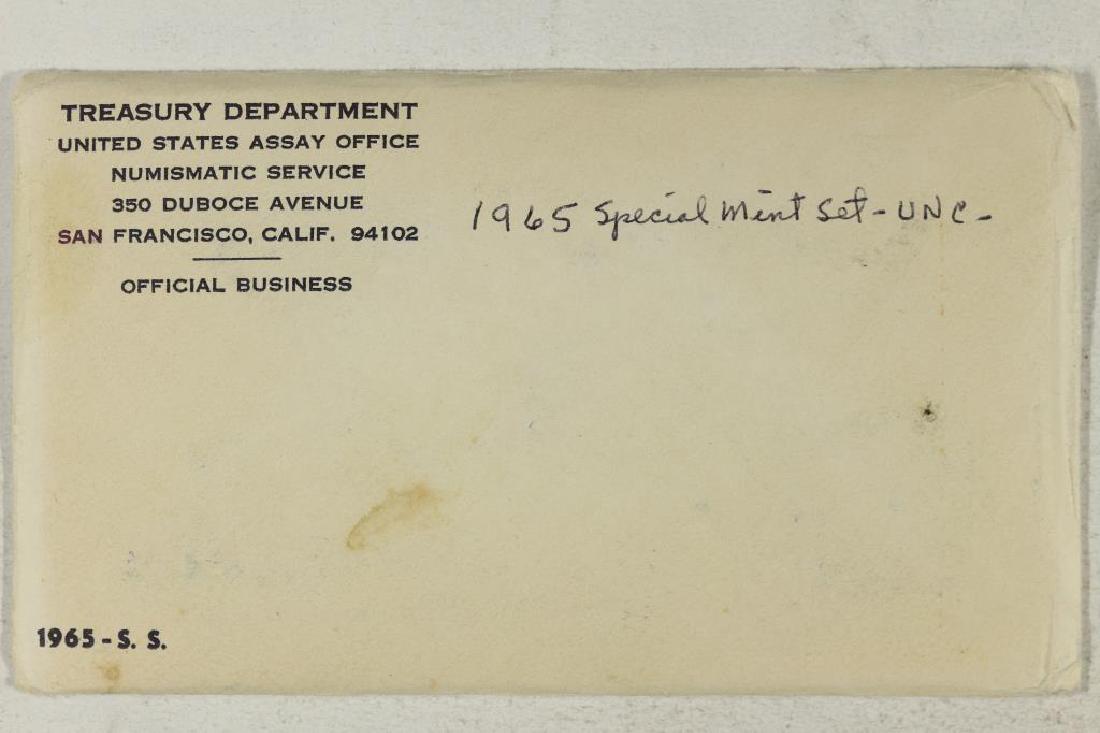 TREASURY DEPARTMENT
UNITED STATES ASSAY OFFICE
NUMISMATIC SERVICE
350 DUBOCE AVENUE
SAN FRANCISCO, CALIF. 94102
OFFICIAL BUSINESS
1965 Special Mint Set - UNC -
1965 - S. S.